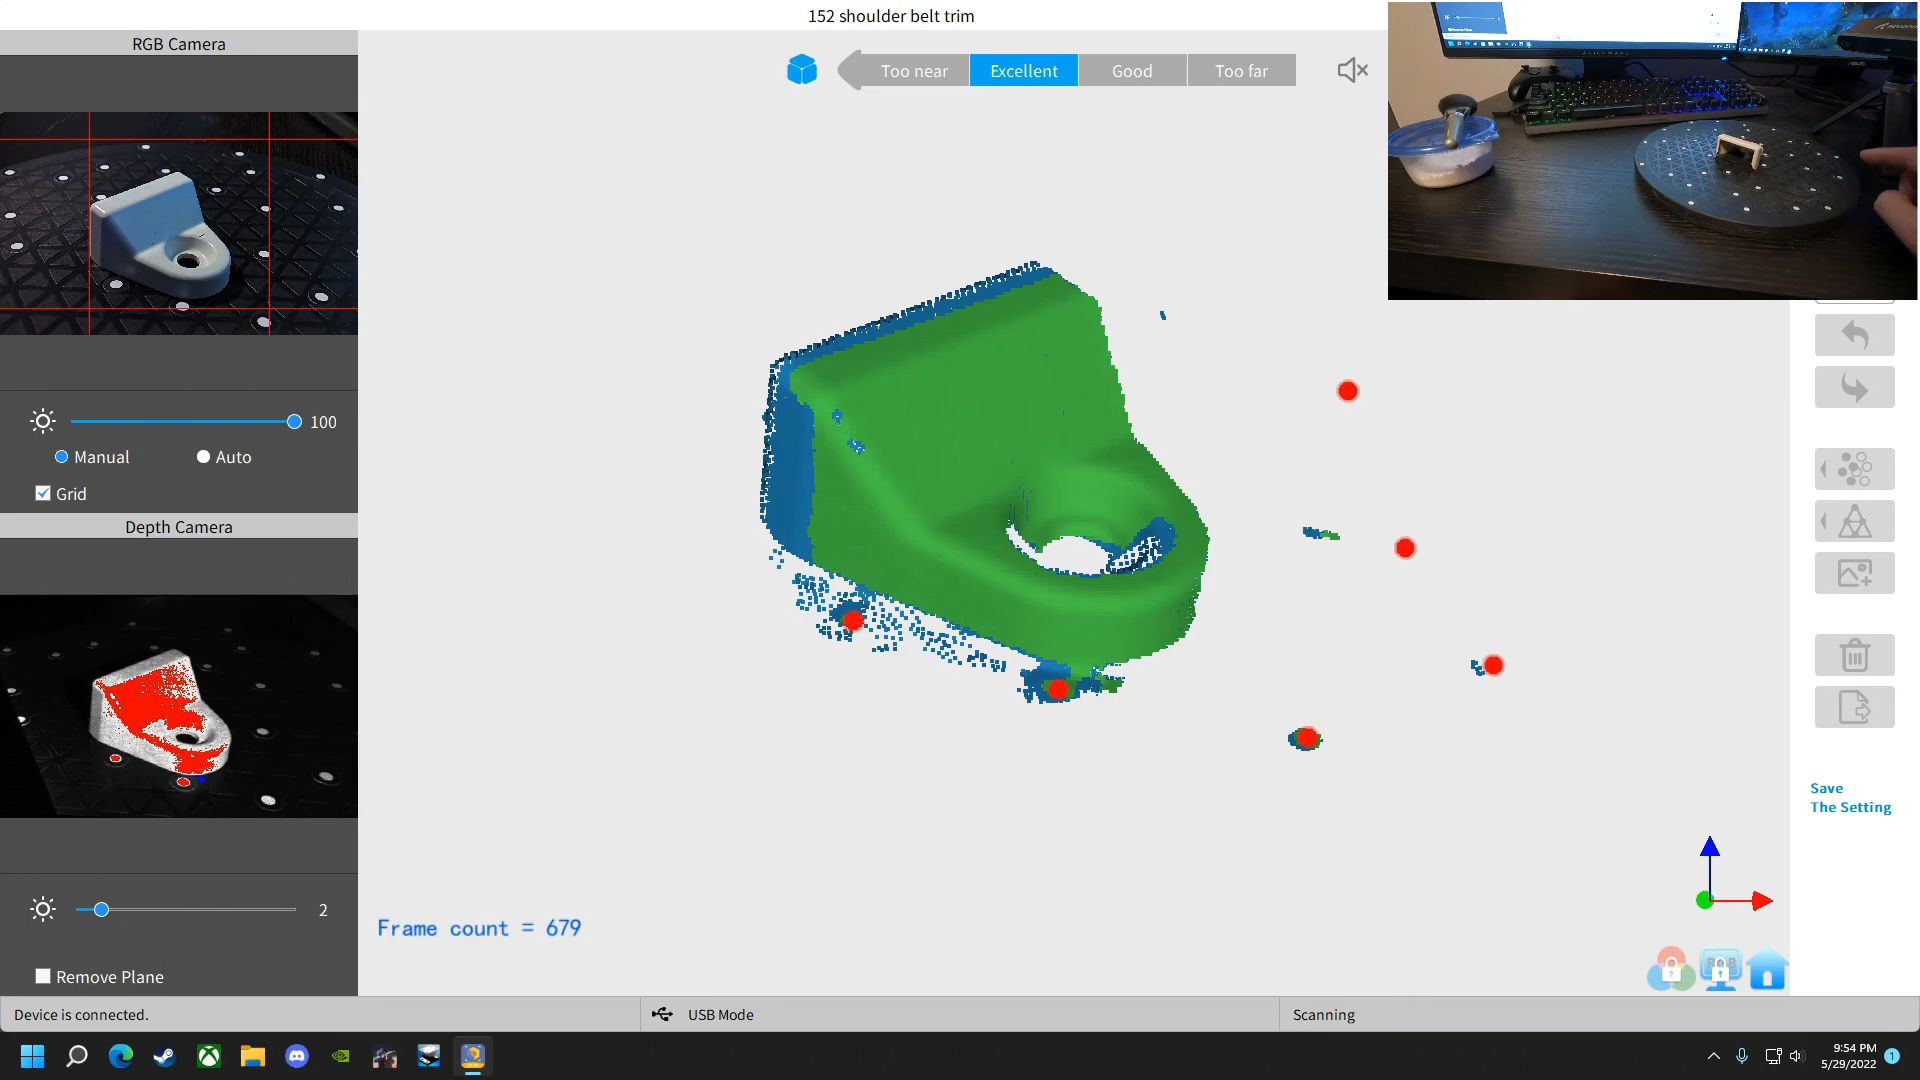 152 shoulder belt trim
RGB Camera
Too near
Excellent
Good
Too far
100
Manual
Auto
Grid
Depth Camera
2
Remove Plane
Frame count = 679
Save
The Setting
RGB
Device is connected.
USB Mode
Scanning
9:54 PM
5/29/2022
1